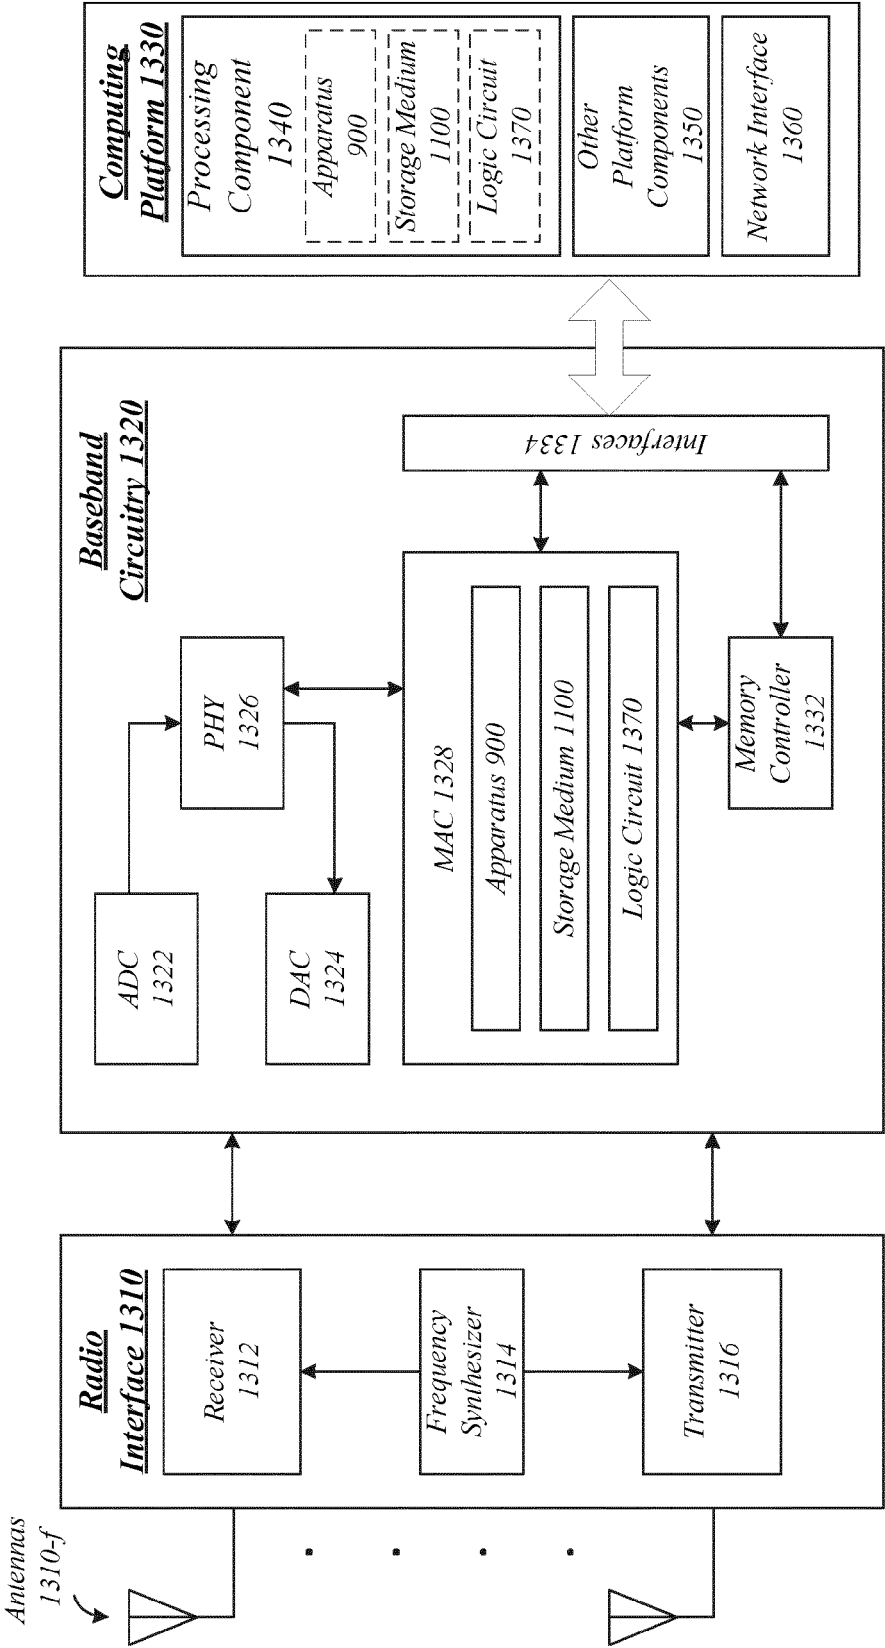 Antennas
1310-f
Radio
Interface 1310
Receiver
1312
Frequency
Synthesizer
1314
Transmitter
1316
Baseband
Circuitry 1320
ADC
1322
DAC
1324
PHY
1326
MAC 1328
Apparatus 900
Storage Medium 1100
Logic Circuit 1370
Memory
Controller
1332
Interfaces 1334
Computing
Platform 1330
Processing
Component
1340
Apparatus
900
Storage Medium
1100
Logic Circuit
1370
Other
Platform
Components
1350
Network Interface
1360